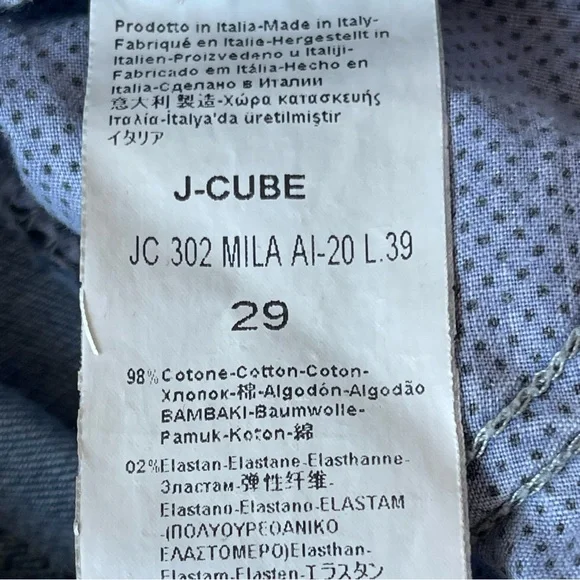 Prodotto in Italia-Made in Italy-
Fabriqué en Italie-Hergestellt in
Italien-Proizvedeno u Italiji-
Fabricado em Itália-Hecho en
Italia-Сделано в Италии
意大利 製造-Χώρα κατασκευής
Ιταλία-İtalya'da üretilmiştir
イタリア
J-CUBE
JC 302 MILA AI-20 L.39
29
98% Cotone-Cotton-Coton-
Хлопок-棉-Algodón-Algodão
BAMBAKI-Baumwolle-
Pamuk-Koton-綿
02% Elastan-Elastane-Elasthanne-
Эластам-弹性纤维-
Elastano-Elastano-ELASTAM
-(ΠΟΛΥΟΥΡΕΘΑΝΙΚΟ
ΕΛΑΣΤΟΜΕΡΟ)Elasthan-
Elastam-Elasten-エラスタン